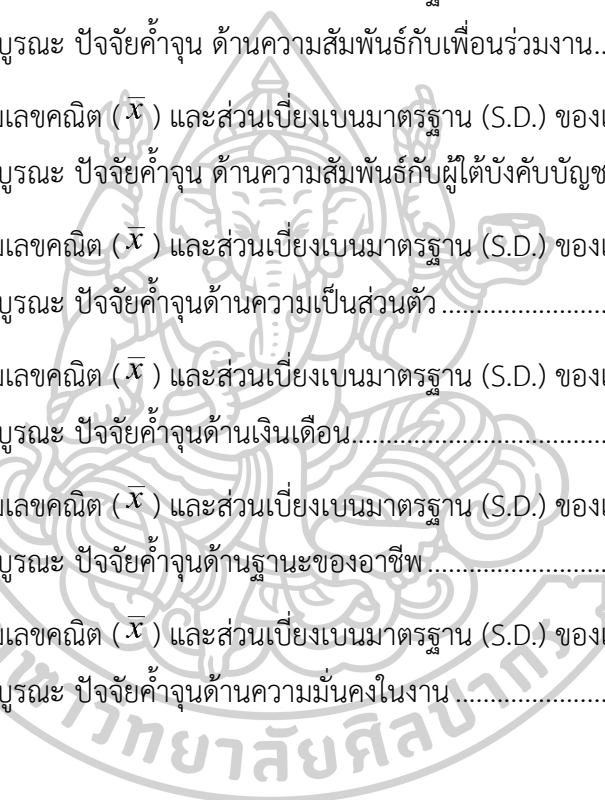 บูรณะ ปัจจัยค้ำจุน ด้านความสัมพันธ์กับเพื่อนร่วมงาน..
มเลขคณิต ( x̄ ) และส่วนเบี่ยงเบนมาตรฐาน (S.D.) ของเ
บูรณะ ปัจจัยค้ำจุน ด้านความสัมพันธ์กับผู้ใต้บังคับบัญช
มเลขคณิต ( x̄ ) และส่วนเบี่ยงเบนมาตรฐาน (S.D.) ของเ
บูรณะ ปัจจัยค้ำจุนด้านความเป็นส่วนตัว .......................
มเลขคณิต ( x̄ ) และส่วนเบี่ยงเบนมาตรฐาน (S.D.) ของเ
บูรณะ ปัจจัยค้ำจุนด้านเงินเดือน...................................
มเลขคณิต ( x̄ ) และส่วนเบี่ยงเบนมาตรฐาน (S.D.) ของเ
บูรณะ ปัจจัยค้ำจุนด้านฐานะของอาชีพ .........................
มเลขคณิต ( x̄ ) และส่วนเบี่ยงเบนมาตรฐาน (S.D.) ของเ
บูรณะ ปัจจัยค้ำจุนด้านความมั่นคงในงาน .....................
หาวิทยาลัยศิลปากร